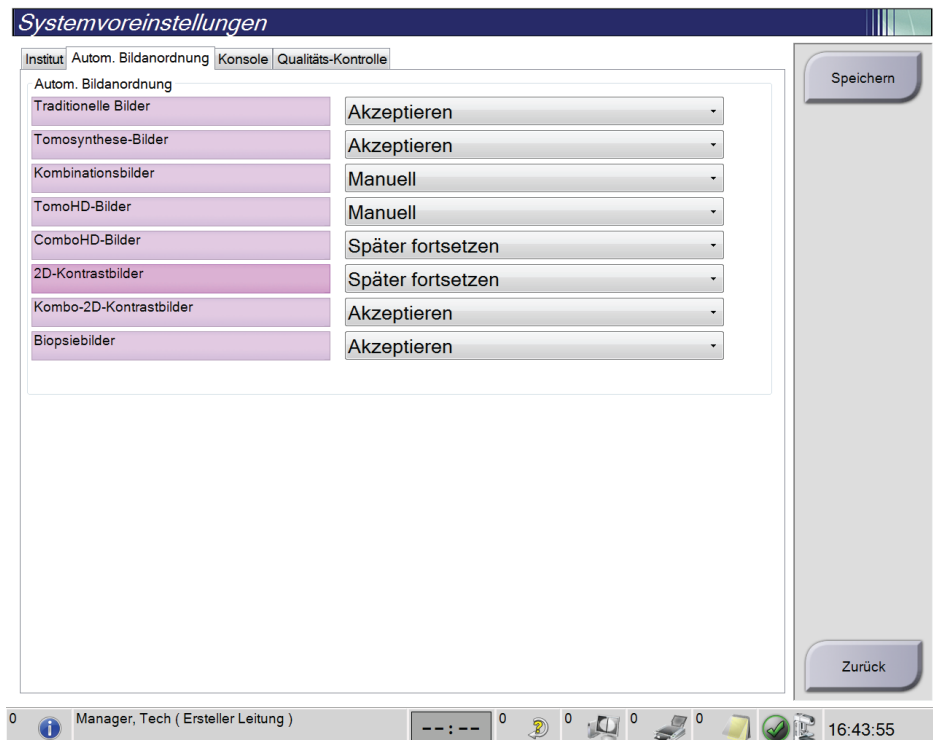 Systemvoreinstellungen
Institut Autom. Bildanordnung Konsole Qualitäts-Kontrolle
Speichern
Autom. Bildanordnung
Traditionelle Bilder Akzeptieren
Tomosynthese-Bilder Akzeptieren
Kombinationsbilder Manuell
TomoHD-Bilder Manuell
ComboHD-Bilder Später fortsetzen
2D-Kontrastbilder Später fortsetzen
Kombo-2D-Kontrastbilder Akzeptieren
Biopsiebilder Akzeptieren
Zurück
0 Manager, Tech ( Ersteller Leitung ) --:-- 0 0 0 0 16:43:55